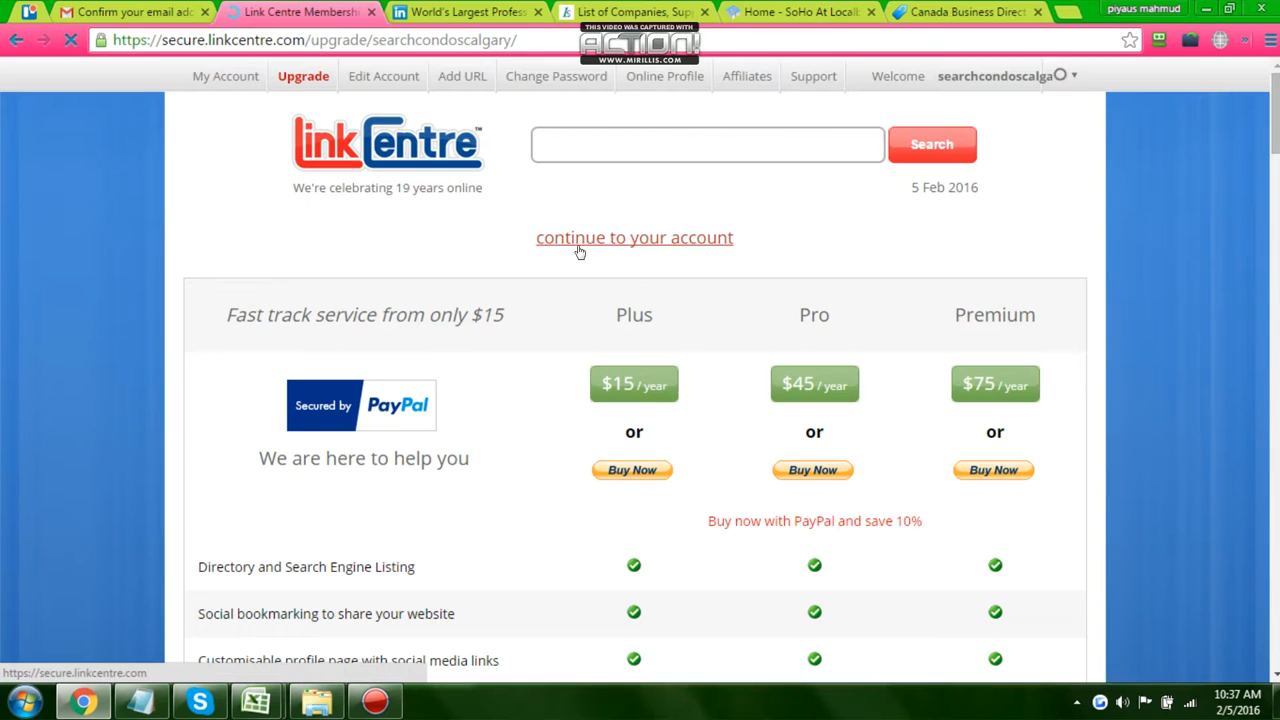 Confirm your email add
Link Centre Membershi
World's Largest Profess
List of Companies, Sup
Home - SoHo At Localb
Canada Business Direct
piyaus mahmud
THIS VIDEO WAS CAPTURED WITH
ACTION!
WWW.MIRILLIS.COM
https://secure.linkcentre.com/upgrade/searchcondoscalgary/
My Account Upgrade Edit Account Add URL Change Password Online Profile Affiliates Support Welcome searchcondoscalga
LinkCentre™
Search
We're celebrating 19 years online
5 Feb 2016
continue to your account
Fast track service from only $15
Plus Pro Premium
$15 / year $45 / year $75 / year
Secured by PayPal
or or or
We are here to help you
Buy Now Buy Now Buy Now
Buy now with PayPal and save 10%
Directory and Search Engine Listing
Social bookmarking to share your website
Customisable profile page with social media links
https://secure.linkcentre.com
10:37 AM
2/5/2016